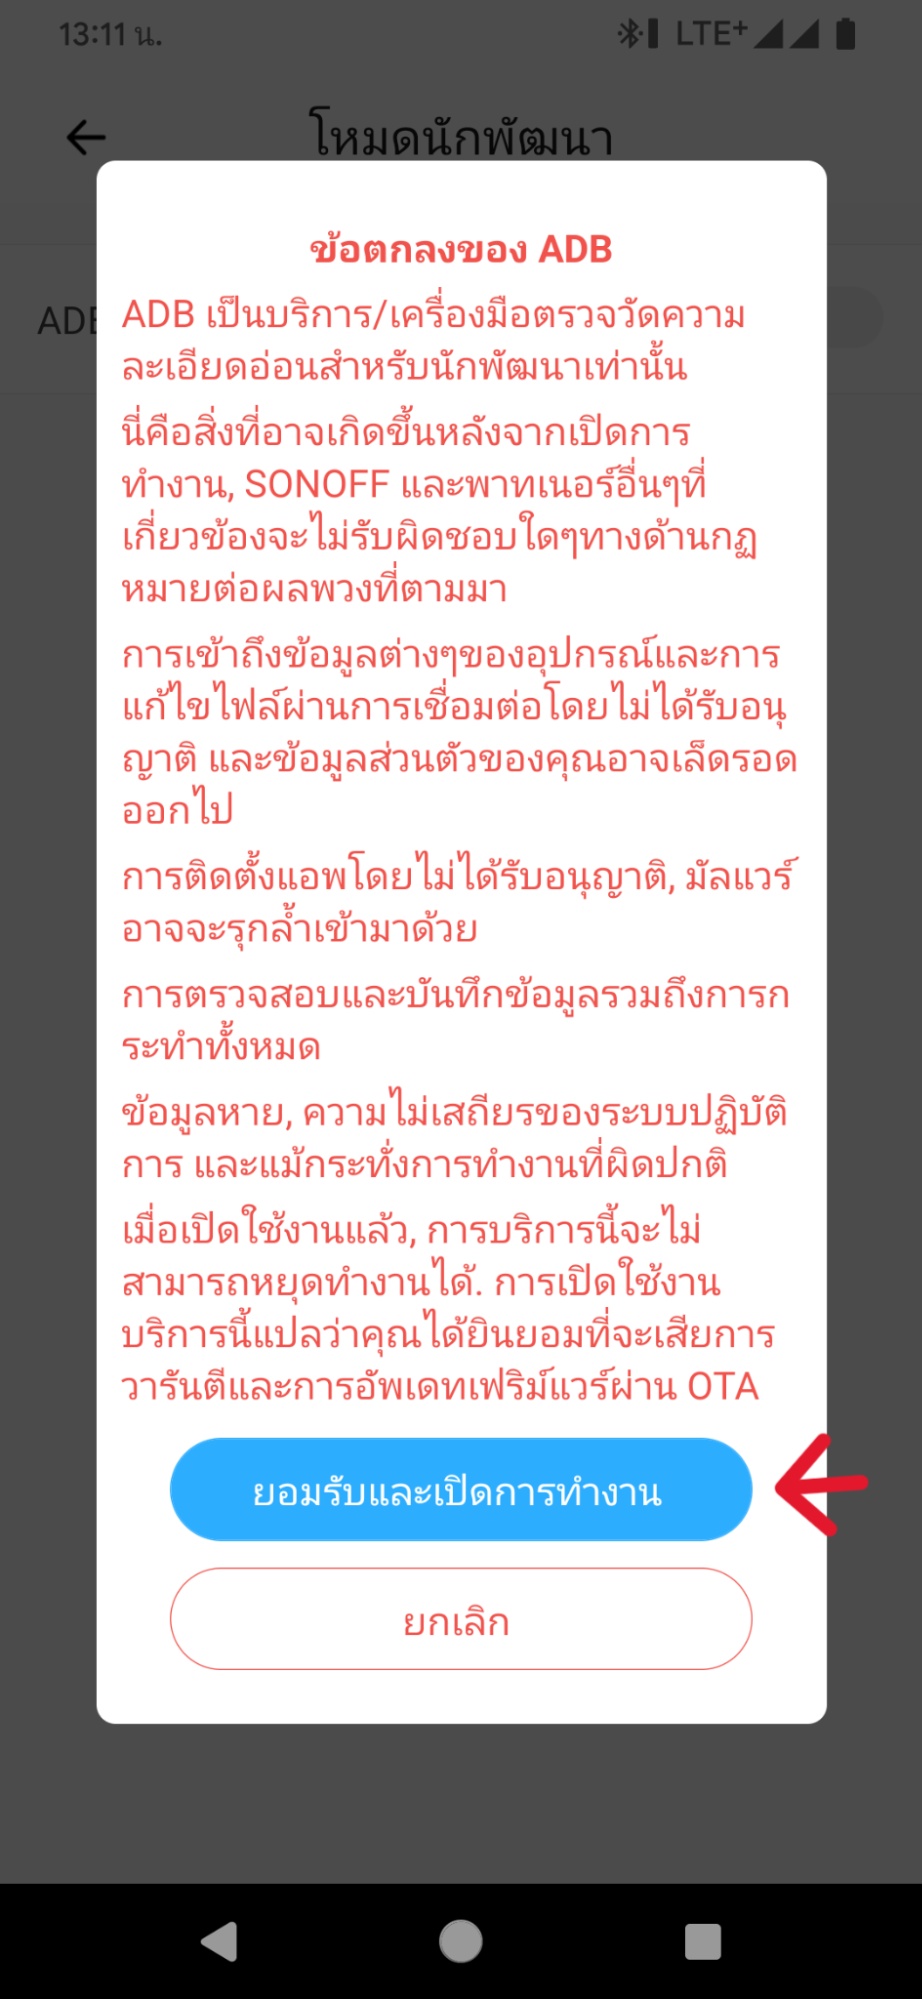 13:11 น.
LTE+
โหมดนักพัฒนา
ADB
ข้อตกลงของ ADB
ADB เป็นบริการ/เครื่องมือตรวจวัดความ
ละเอียดอ่อนสำหรับนักพัฒนาเท่านั้น
นี่คือสิ่งที่อาจเกิดขึ้นหลังจากเปิดการ
ทำงาน, SONOFF และพาทเนอร์อื่นๆที่
เกี่ยวข้องจะไม่รับผิดชอบใดๆทางด้านกฏ
หมายต่อผลพวงที่ตามมา
การเข้าถึงข้อมูลต่างๆของอุปกรณ์และการ
แก้ไขไฟล์ผ่านการเชื่อมต่อโดยไม่ได้รับอนุ
ญาติ และข้อมูลส่วนตัวของคุณอาจเล็ดรอด
ออกไป
การติดตั้งแอพโดยไม่ได้รับอนุญาติ, มัลแวร์
อาจจะรุกล้ำเข้ามาด้วย
การตรวจสอบและบันทึกข้อมูลรวมถึงการก
ระทำทั้งหมด
ข้อมูลหาย, ความไม่เสถียรของระบบปฏิบัติ
การ และแม้กระทั่งการทำงานที่ผิดปกติ
เมื่อเปิดใช้งานแล้ว, การบริการนี้จะไม่
สามารถหยุดทำงานได้. การเปิดใช้งาน
บริการนี้แปลว่าคุณได้ยินยอมที่จะเสียการ
วารันตีและการอัพเดทเฟริม์แวร์ผ่าน OTA
ยอมรับและเปิดการทำงาน
ยกเลิก